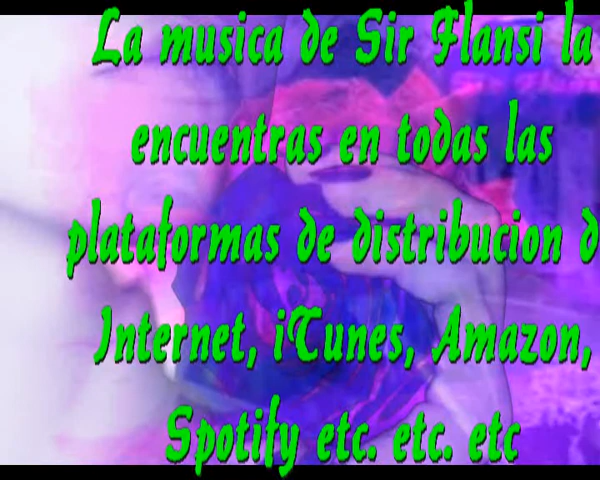 La musica de Sir Flansi la
encuentras en todas las
plataformas de distribucion d
Internet, iTunes, Amazon,
Spotify etc. etc. etc